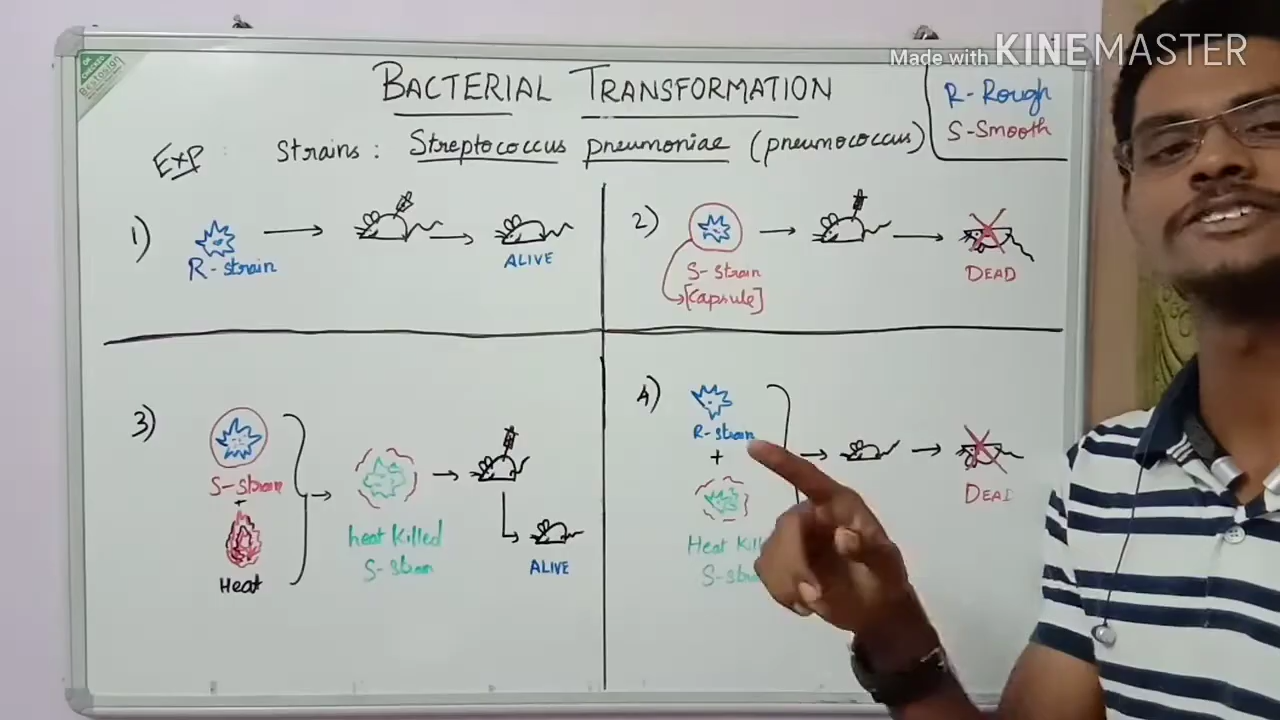 Made with KINEMASTER
BACTERIAL TRANSFORMATION
R-Rough
S-Smooth
Exp: Strains: Streptococcus pneumoniae (pneumococcus)
1)
R-strain
ALIVE
2)
S-strain
[Capsule]
DEAD
3)
S-strain
+
Heat
heat killed
S-strain
ALIVE
4)
R-strain
+
Heat
DEAD